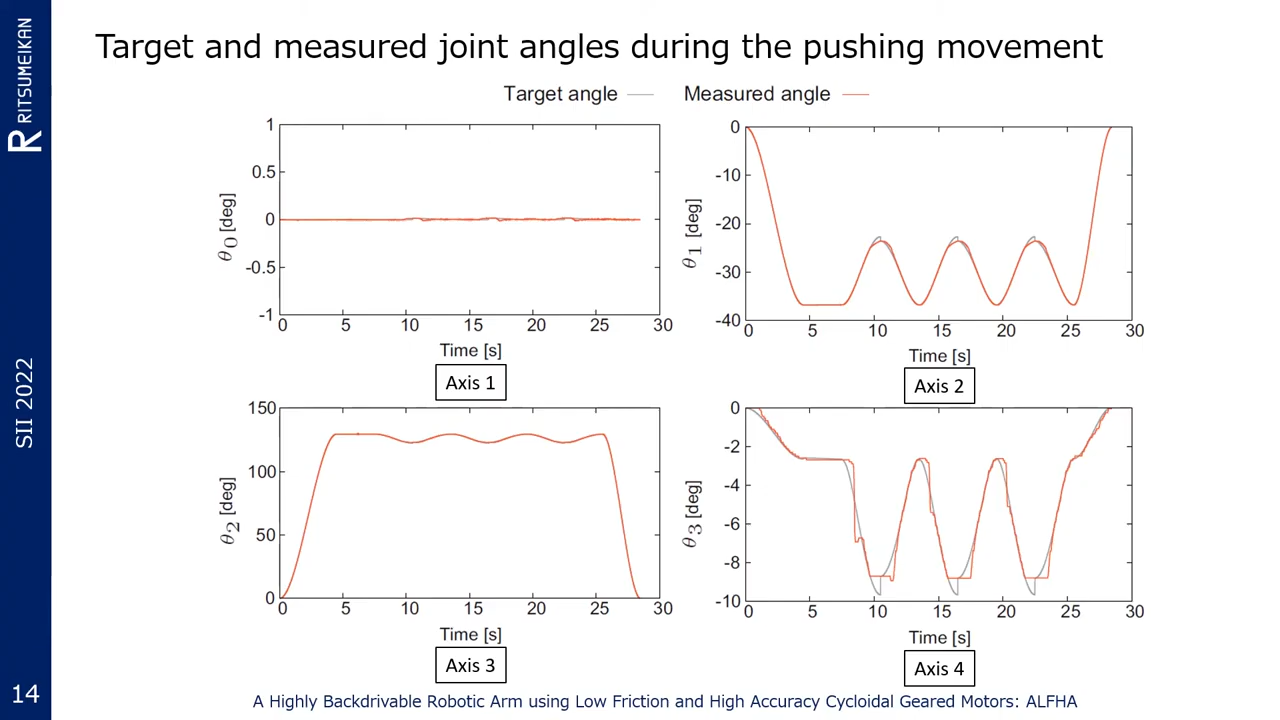 Target and measured joint angles during the pushing movement
Target angle
Measured angle
1
0.5
0
-0.5
-1
θ0 [deg]
0 5 10 15 20 25 30
Time [s]
Axis 1
0
-10
-20
-30
-40
θ1 [deg]
0 5 10 15 20 25 30
Time [s]
Axis 2
150
100
50
0
θ2 [deg]
0 5 10 15 20 25 30
Time [s]
Axis 3
0
-2
-4
-6
-8
-10
θ3 [deg]
0 5 10 15 20 25 30
Time [s]
Axis 4
R RITSUMEIKAN
SII 2022
14
A Highly Backdrivable Robotic Arm using Low Friction and High Accuracy Cycloidal Geared Motors: ALFHA